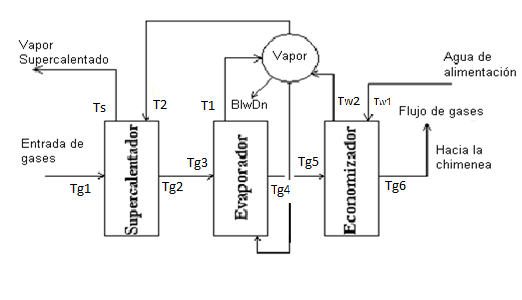 Vapor
Supercalentado
Vapor
Agua de
alimentación
Ts
T2
T1
BlwDn
Tw2
Tw1
Flujo de gases
Entrada de
gases
Hacia la
chimenea
Tg1
Supercalentador
Tg2
Tg3
Evaporador
Tg4
Tg5
Economizador
Tg6